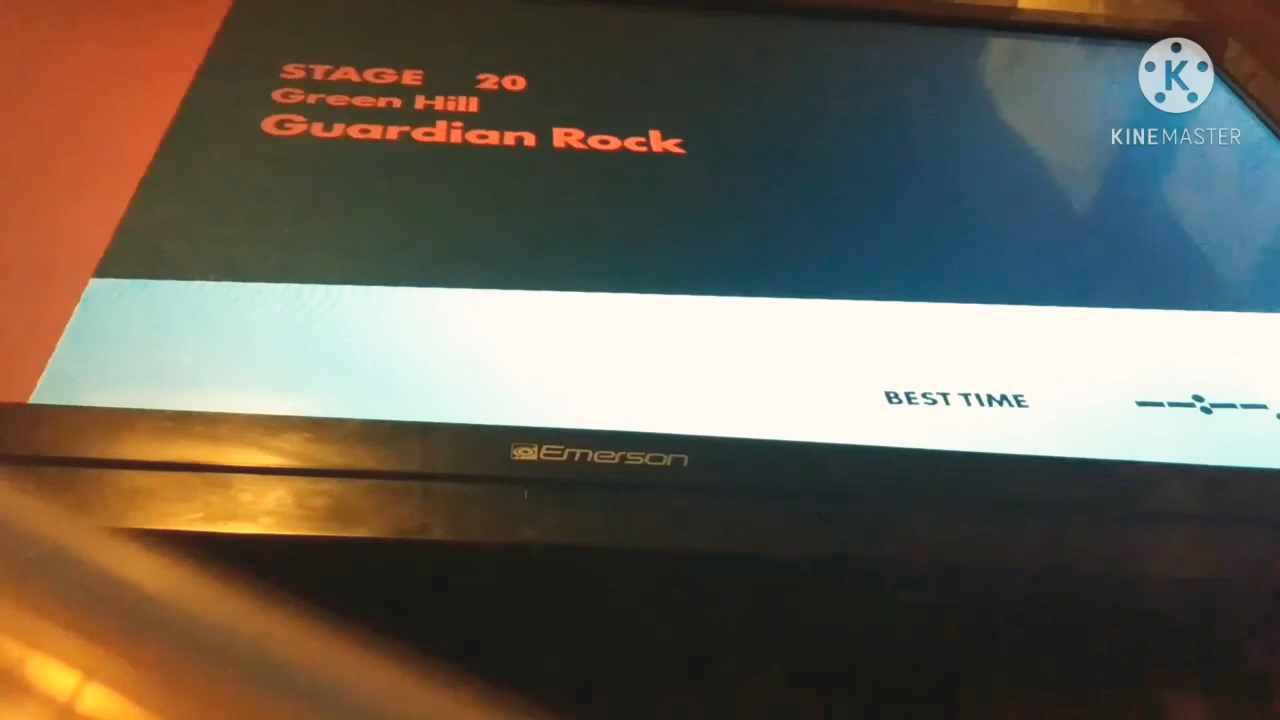 STAGE 20
Green Hill
Guardian Rock
K
KINEMASTER
BEST TIME
Emerson